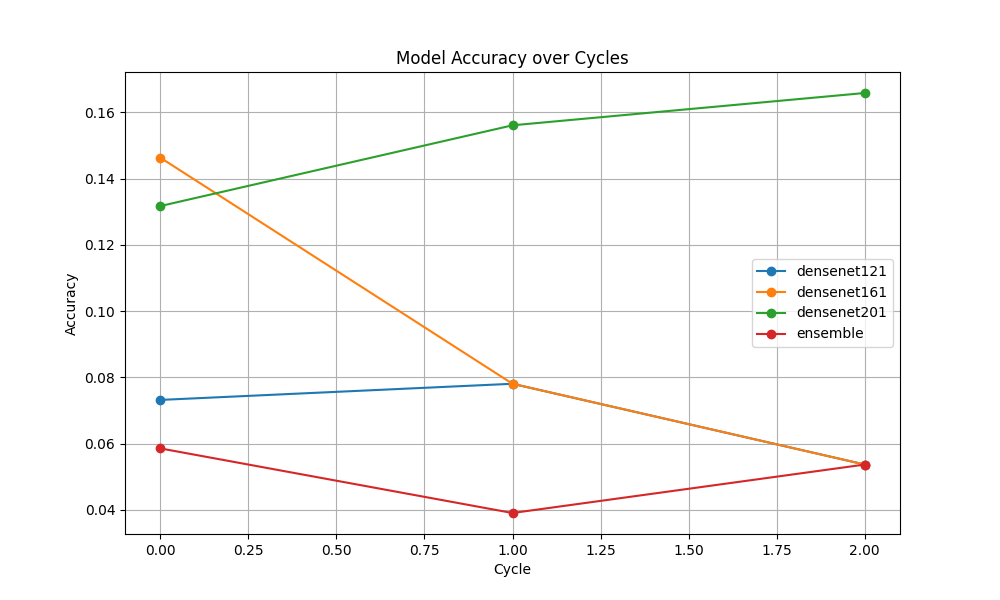 Model Accuracy over Cycles
Accuracy
0.16
0.14
0.12
0.10
0.08
0.06
0.04
densenet121
densenet161
densenet201
ensemble
0.00 0.25 0.50 0.75 1.00 1.25 1.50 1.75 2.00
Cycle